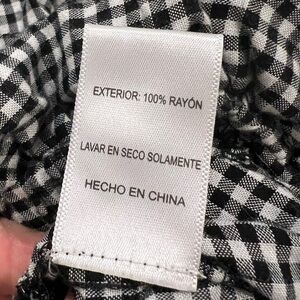 EXTERIOR: 100% RAYÓN
LAVAR EN SECO SOLAMENTE
HECHO EN CHINA